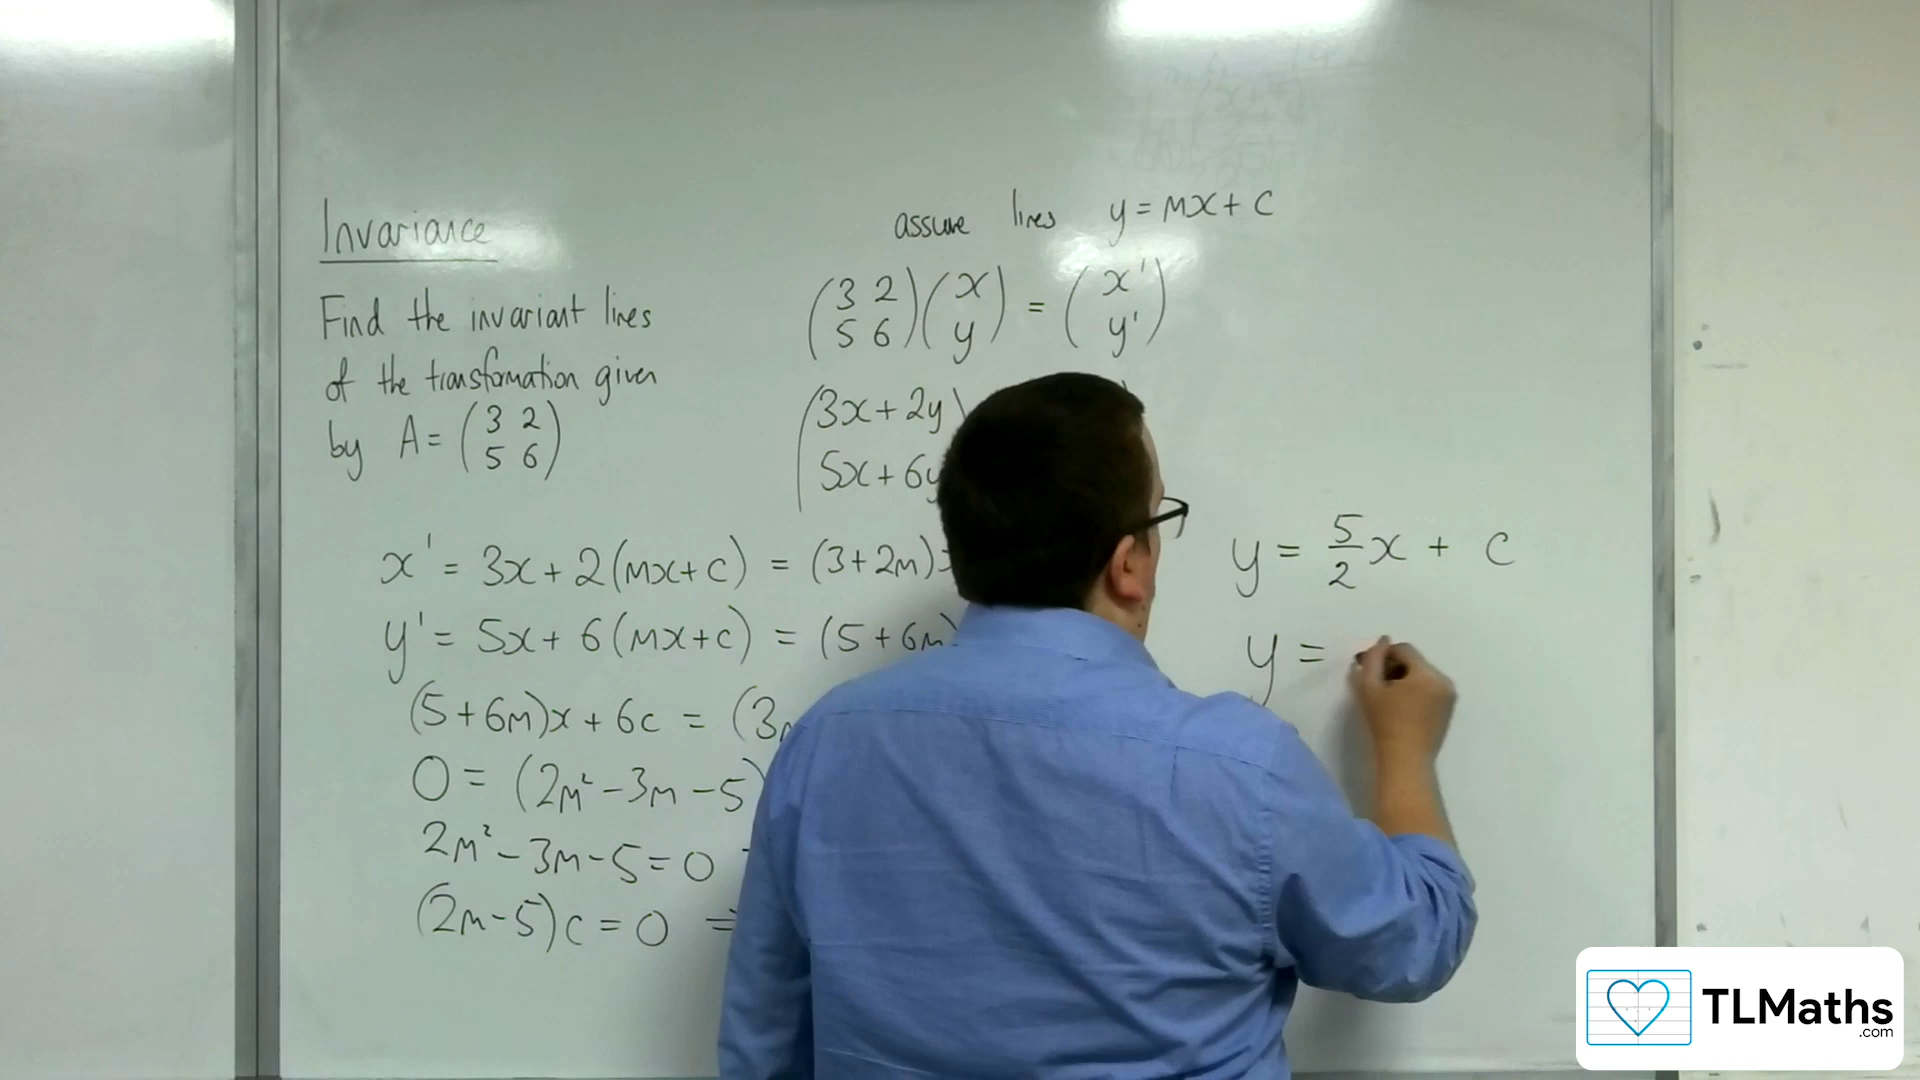 Invariance
Find the invariant lines
of the transformation given
by A = (3 2
5 6)
assume lines y = mx + c
(3 2
5 6)(x
y) = (x'
y')
(3x + 2y
5x + 6y
x' = 3x + 2(mx + c) = (3 + 2m)
y' = 5x + 6(mx + c) = (5 + 6m)
(5 + 6m)x + 6c = (3m
0 = (2m² - 3m - 5)
2m² - 3m - 5 = 0
(2m - 5)c = 0 ⇒
y = 5/2 x + c
y =
TLMaths
.com